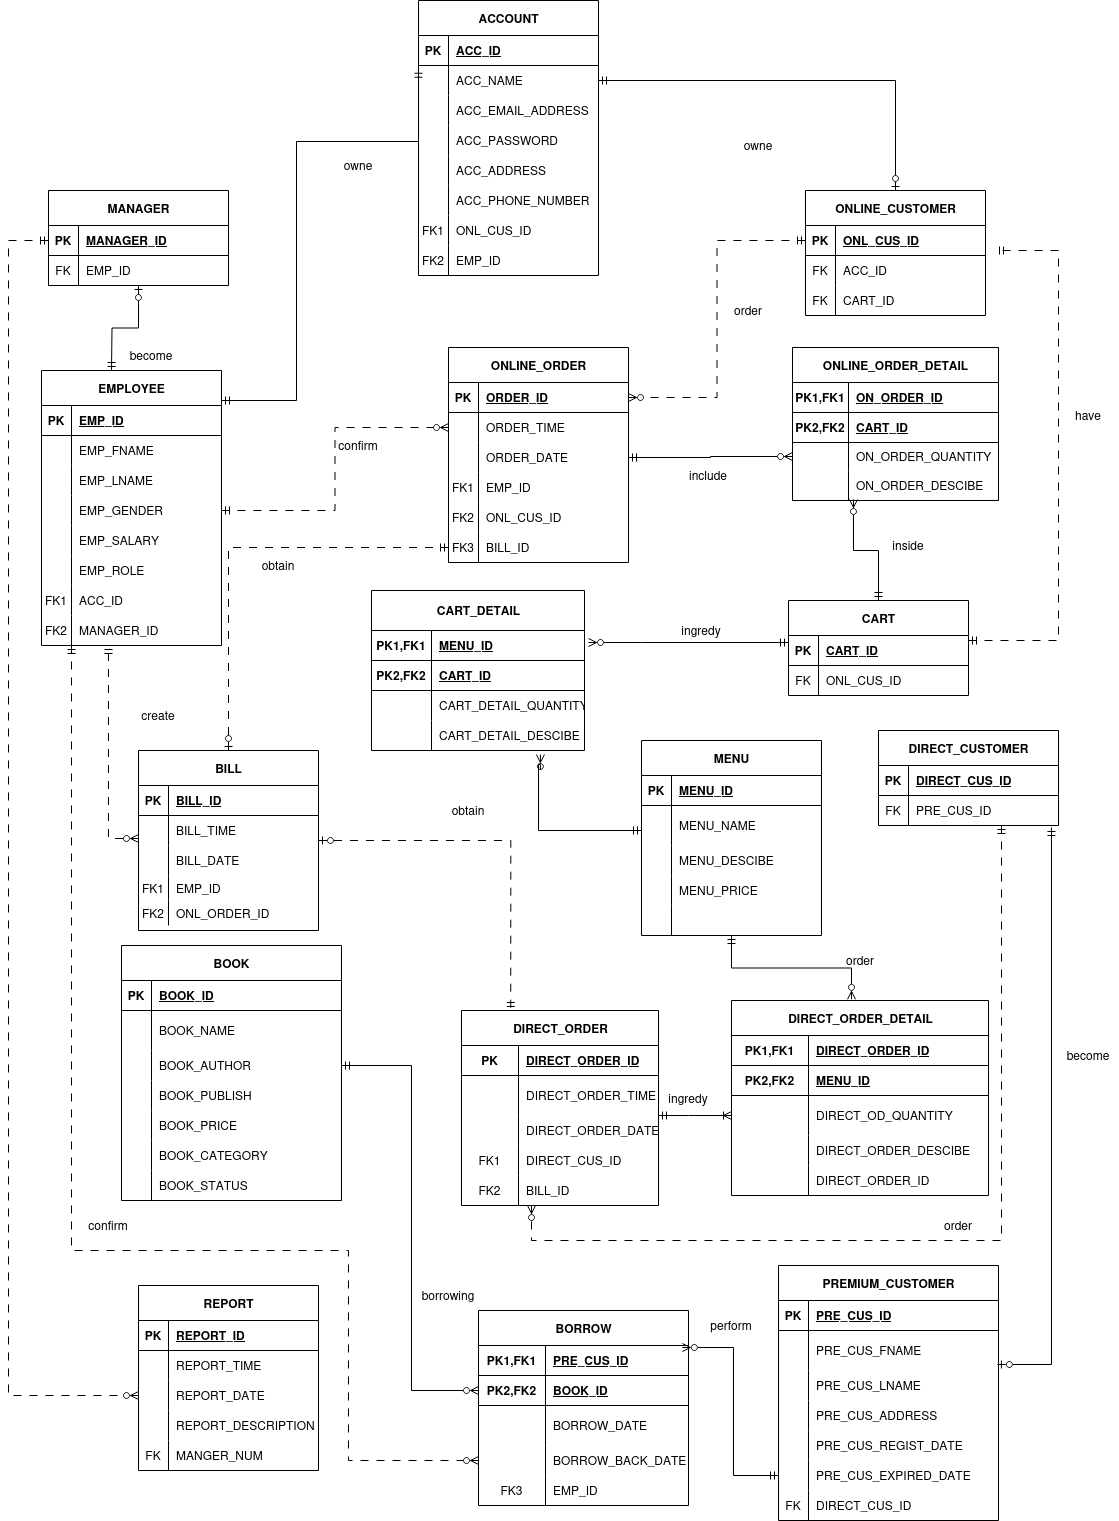 ACCOUNT
PK ACC_ID
ACC_NAME
ACC_EMAIL_ADDRESS
ACC_PASSWORD
ACC_ADDRESS
ACC_PHONE_NUMBER
FK1 ONL_CUS_ID
FK2 EMP_ID
owne
owne
MANAGER
PK MANAGER_ID
FK EMP_ID
become
ONLINE_CUSTOMER
PK ONL_CUS_ID
FK ACC_ID
FK CART_ID
order
have
EMPLOYEE
PK EMP_ID
EMP_FNAME
EMP_LNAME
EMP_GENDER
EMP_SALARY
EMP_ROLE
FK1 ACC_ID
FK2 MANAGER_ID
confirm
ONLINE_ORDER
PK ORDER_ID
ORDER_TIME
ORDER_DATE
FK1 EMP_ID
FK2 ONL_CUS_ID
FK3 BILL_ID
include
obtain
ONLINE_ORDER_DETAIL
PK1,FK1 ON_ORDER_ID
PK2,FK2 CART_ID
ON_ORDER_QUANTITY
ON_ORDER_DESCIBE
inside
CART_DETAIL
PK1,FK1 MENU_ID
PK2,FK2 CART_ID
CART_DETAIL_QUANTITY
CART_DETAIL_DESCIBE
ingredy
CART
PK CART_ID
FK ONL_CUS_ID
create
BILL
PK BILL_ID
BILL_TIME
BILL_DATE
FK1 EMP_ID
FK2 ONL_ORDER_ID
obtain
MENU
PK MENU_ID
MENU_NAME
MENU_DESCIBE
MENU_PRICE
DIRECT_CUSTOMER
PK DIRECT_CUS_ID
FK PRE_CUS_ID
order
BOOK
PK BOOK_ID
BOOK_NAME
BOOK_AUTHOR
BOOK_PUBLISH
BOOK_PRICE
BOOK_CATEGORY
BOOK_STATUS
DIRECT_ORDER
PK DIRECT_ORDER_ID
DIRECT_ORDER_TIME
DIRECT_ORDER_DATE
FK1 DIRECT_CUS_ID
FK2 BILL_ID
ingredy
DIRECT_ORDER_DETAIL
PK1,FK1 DIRECT_ORDER_ID
PK2,FK2 MENU_ID
DIRECT_OD_QUANTITY
DIRECT_ORDER_DESCIBE
DIRECT_ORDER_ID
become
confirm
order
REPORT
PK REPORT_ID
REPORT_TIME
REPORT_DATE
REPORT_DESCRIPTION
FK MANGER_NUM
borrowing
BORROW
PK1,FK1 PRE_CUS_ID
PK2,FK2 BOOK_ID
BORROW_DATE
BORROW_BACK_DATE
FK3 EMP_ID
perform
PREMIUM_CUSTOMER
PK PRE_CUS_ID
PRE_CUS_FNAME
PRE_CUS_LNAME
PRE_CUS_ADDRESS
PRE_CUS_REGIST_DATE
PRE_CUS_EXPIRED_DATE
FK DIRECT_CUS_ID